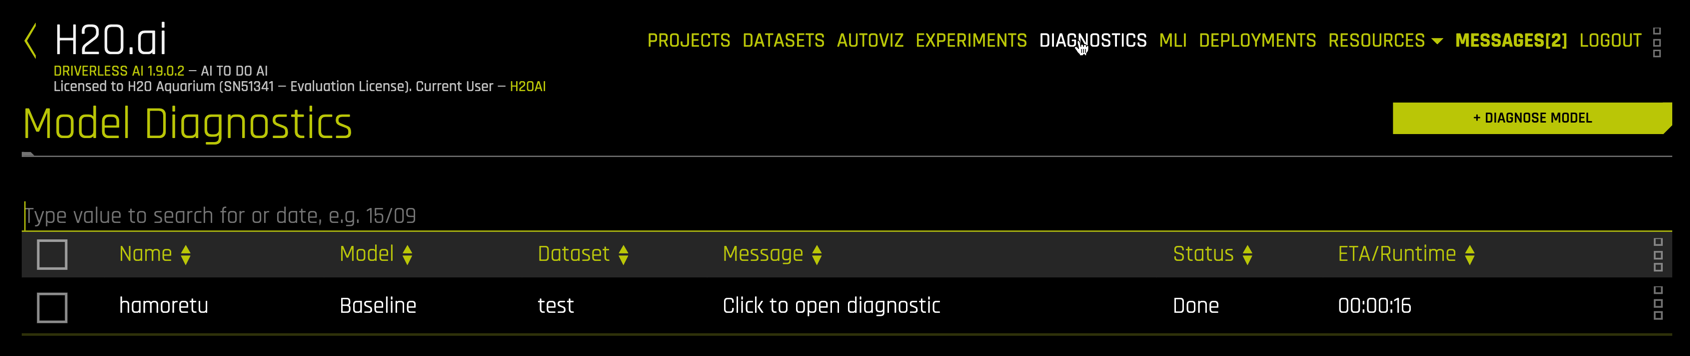 H2O.ai
PROJECTS DATASETS AUTOVIZ EXPERIMENTS DIAGNOSTICS MLI DEPLOYMENTS RESOURCES MESSAGES[2] LOGOUT
DRIVERLESS AI 1.9.0.2 – AI TO DO AI
Licensed to H2O Aquarium (SN51341 – Evaluation License). Current User – H2OAI
Model Diagnostics
+ DIAGNOSE MODEL
Type value to search for or date, e.g. 15/09
Name Model Dataset Message Status ETA/Runtime
hamoretu Baseline test Click to open diagnostic Done 00:00:16